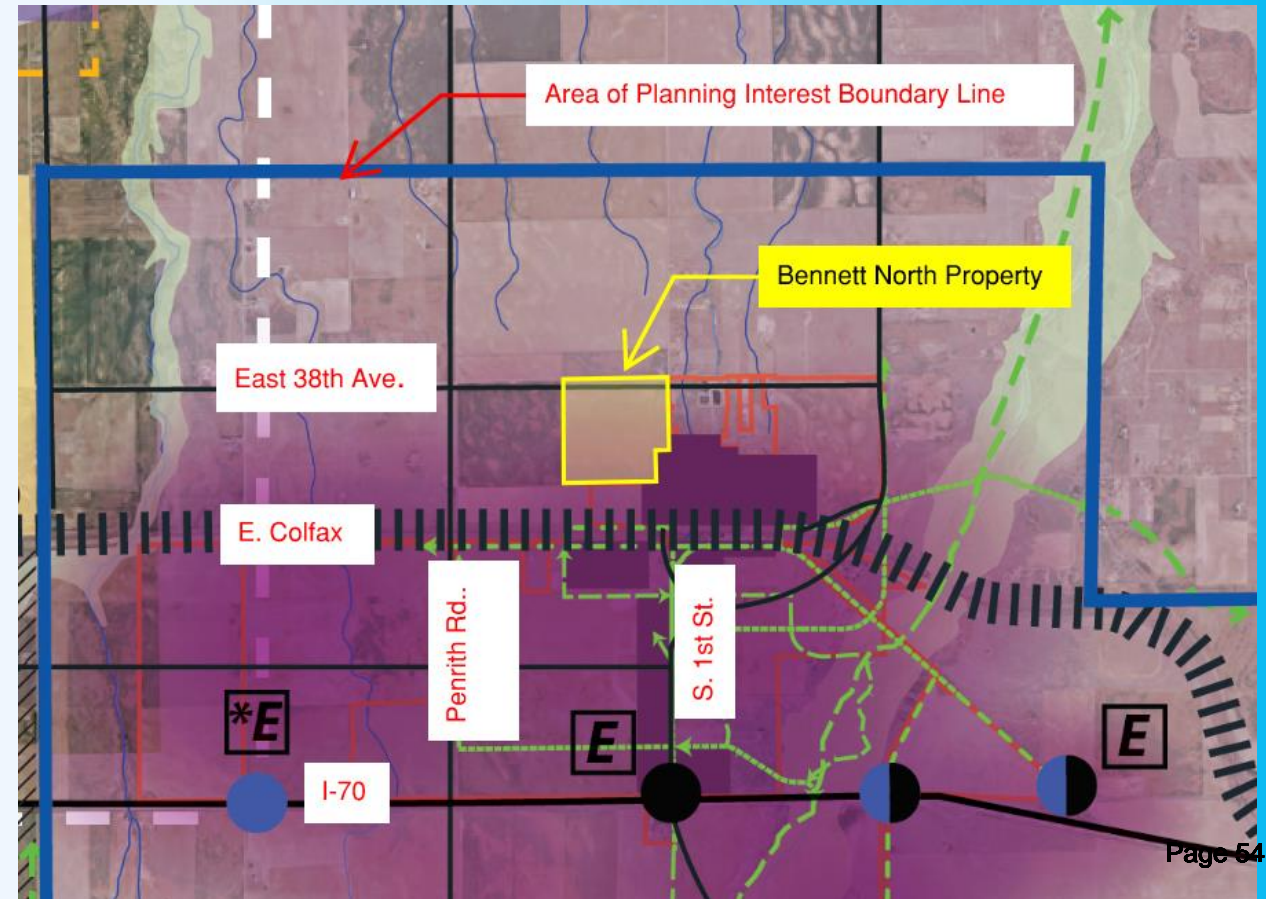 Area of Planning Interest Boundary Line
Bennett North Property
East 38th Ave.
E. Colfax
Penrith Rd..
S. 1st St.
*E
E
E
I-70
Page 54